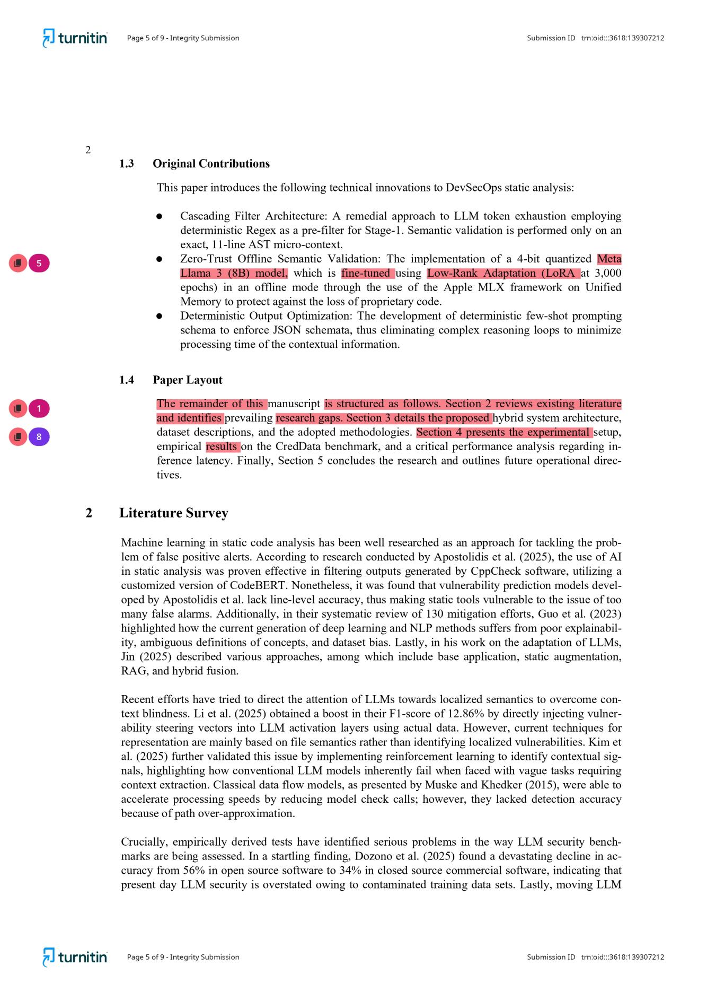 turnitin Page 5 of 9 - Integrity Submission Submission ID trn:oid:::3618:139307212
2
1.3 Original Contributions
This paper introduces the following technical innovations to DevSecOps static analysis:
● Cascading Filter Architecture: A remedial approach to LLM token exhaustion employing
deterministic Regex as a pre-filter for Stage-1. Semantic validation is performed only on an
exact, 11-line AST micro-context.
5 ● Zero-Trust Offline Semantic Validation: The implementation of a 4-bit quantized Meta
Llama 3 (8B) model, which is fine-tuned using Low-Rank Adaptation (LoRA at 3,000
epochs) in an offline mode through the use of the Apple MLX framework on Unified
Memory to protect against the loss of proprietary code.
● Deterministic Output Optimization: The development of deterministic few-shot prompting
schema to enforce JSON schemata, thus eliminating complex reasoning loops to minimize
processing time of the contextual information.
1.4 Paper Layout
1 The remainder of this manuscript is structured as follows. Section 2 reviews existing literature
and identifies prevailing research gaps. Section 3 details the proposed hybrid system architecture,
8 dataset descriptions, and the adopted methodologies. Section 4 presents the experimental setup,
empirical results on the CredData benchmark, and a critical performance analysis regarding in-
ference latency. Finally, Section 5 concludes the research and outlines future operational direc-
tives.
2 Literature Survey
Machine learning in static code analysis has been well researched as an approach for tackling the prob-
lem of false positive alerts. According to research conducted by Apostolidis et al. (2025), the use of AI
in static analysis was proven effective in filtering outputs generated by CppCheck software, utilizing a
customized version of CodeBERT. Nonetheless, it was found that vulnerability prediction models devel-
oped by Apostolidis et al. lack line-level accuracy, thus making static tools vulnerable to the issue of too
many false alarms. Additionally, in their systematic review of 130 mitigation efforts, Guo et al. (2023)
highlighted how the current generation of deep learning and NLP methods suffers from poor explainabil-
ity, ambiguous definitions of concepts, and dataset bias. Lastly, in his work on the adaptation of LLMs,
Jin (2025) described various approaches, among which include base application, static augmentation,
RAG, and hybrid fusion.
Recent efforts have tried to direct the attention of LLMs towards localized semantics to overcome con-
text blindness. Li et al. (2025) obtained a boost in their F1-score of 12.86% by directly injecting vulner-
ability steering vectors into LLM activation layers using actual data. However, current techniques for
representation are mainly based on file semantics rather than identifying localized vulnerabilities. Kim et
al. (2025) further validated this issue by implementing reinforcement learning to identify contextual sig-
nals, highlighting how conventional LLM models inherently fail when faced with vague tasks requiring
context extraction. Classical data flow models, as presented by Muske and Khedker (2015), were able to
accelerate processing speeds by reducing model check calls; however, they lacked detection accuracy
because of path over-approximation.
Crucially, empirically derived tests have identified serious problems in the way LLM security bench-
marks are being assessed. In a startling finding, Dozono et al. (2025) found a devastating decline in ac-
curacy from 56% in open source software to 34% in closed source commercial software, indicating that
present day LLM security is overstated owing to contaminated training data sets. Lastly, moving LLM
turnitin Page 5 of 9 - Integrity Submission Submission ID trn:oid:::3618:139307212